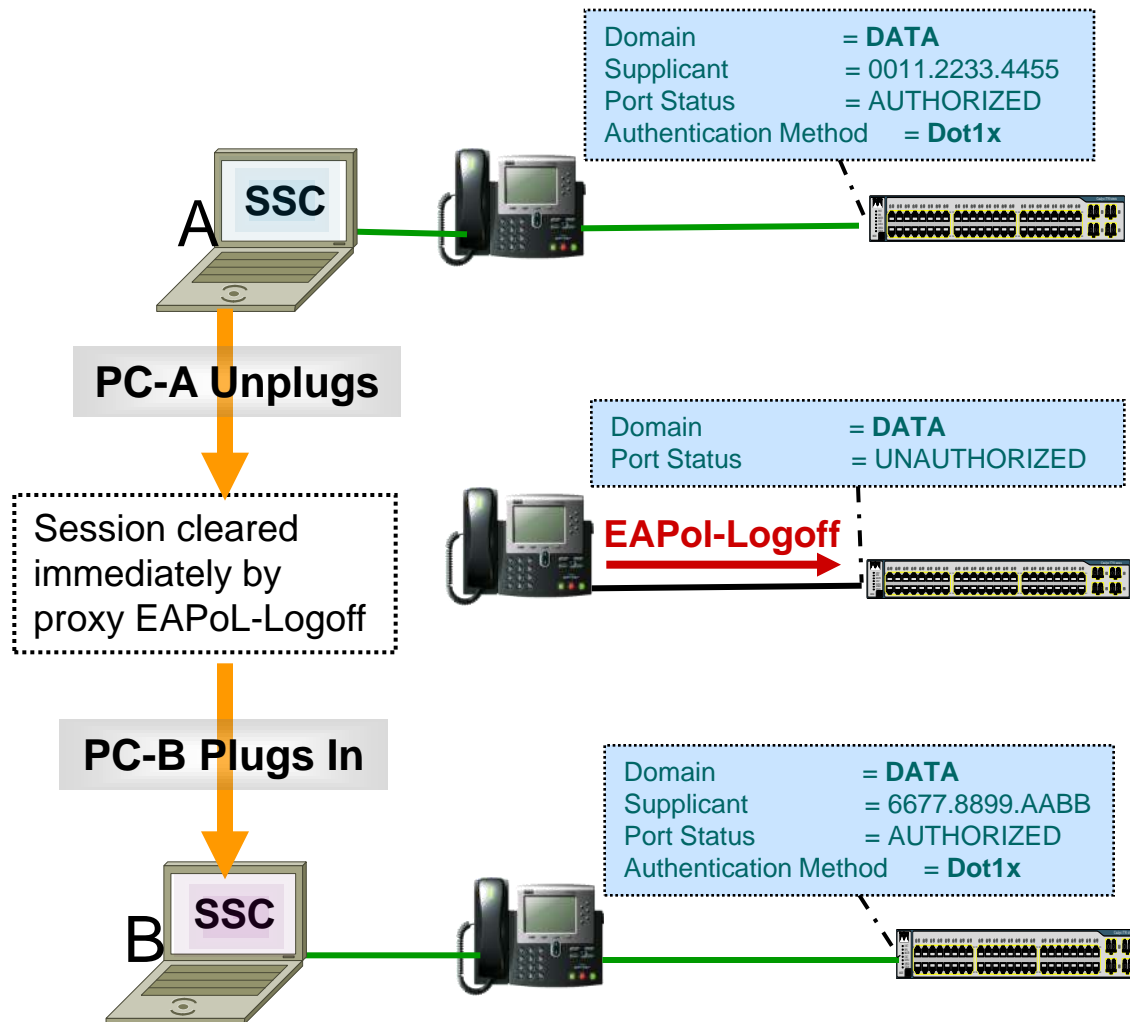 Domain = DATA
Supplicant = 0011.2233.4455
Port Status = AUTHORIZED
Authentication Method = Dot1x
A
SSC
PC-A Unplugs
Domain = DATA
Port Status = UNAUTHORIZED
Session cleared
immediately by
proxy EAPoL-Logoff
EAPol-Logoff
PC-B Plugs In
Domain = DATA
Supplicant = 6677.8899.AABB
Port Status = AUTHORIZED
Authentication Method = Dot1x
B
SSC